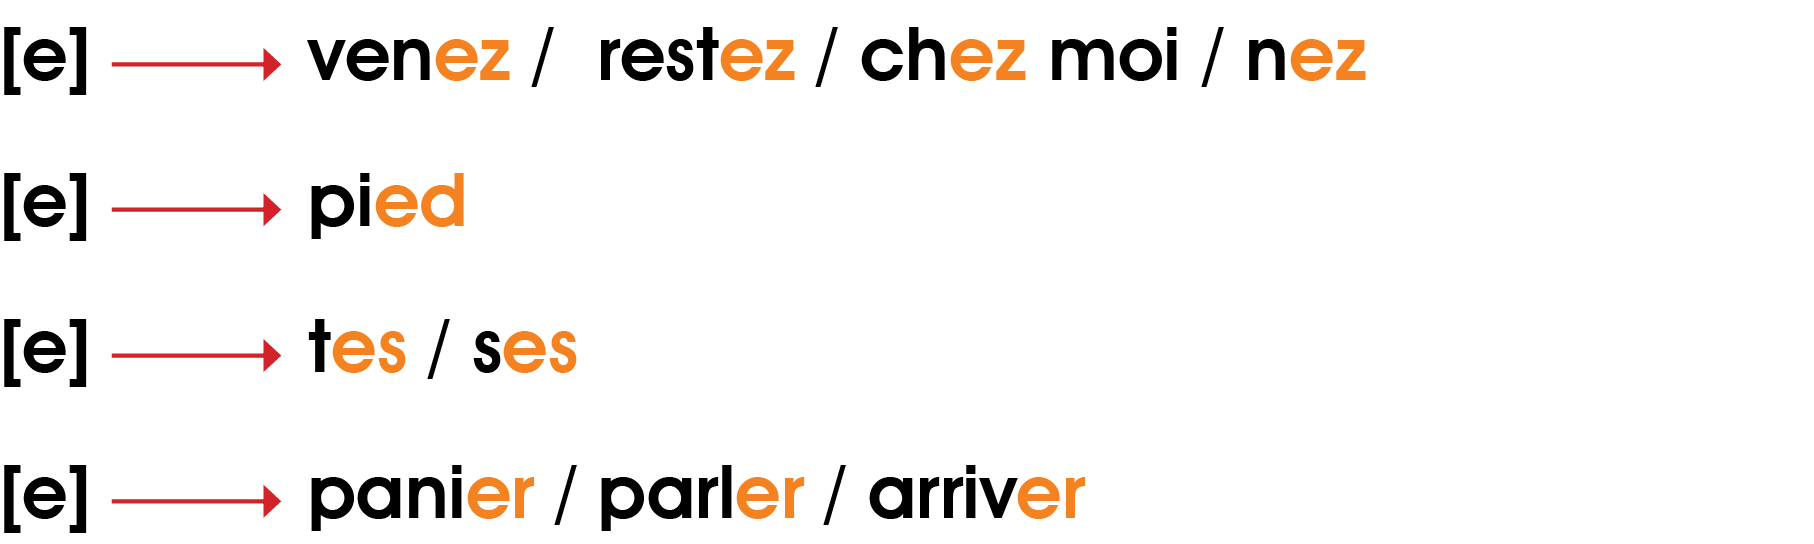 [e] → venez / restez / chez moi / nez
[e] → pied
[e] → tes / ses
[e] → panier / parler / arriver